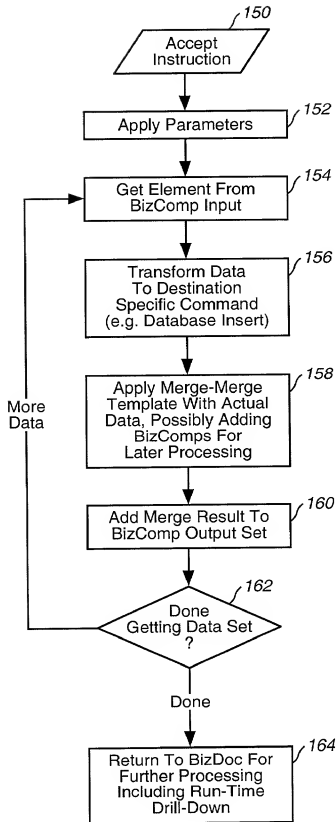 150
Accept
Instruction
152
Apply Parameters
154
Get Element From
BizComp Input
156
Transform Data
To Destination
Specific Command
(e.g. Database Insert)
158
Apply Merge-Merge
Template With Actual
Data, Possibly Adding
BizComps For
Later Processing
More
Data
160
Add Merge Result To
BizComp Output Set
162
Done
Getting Data Set
?
Done
164
Return To BizDoc For
Further Processing
Including Run-Time
Drill-Down